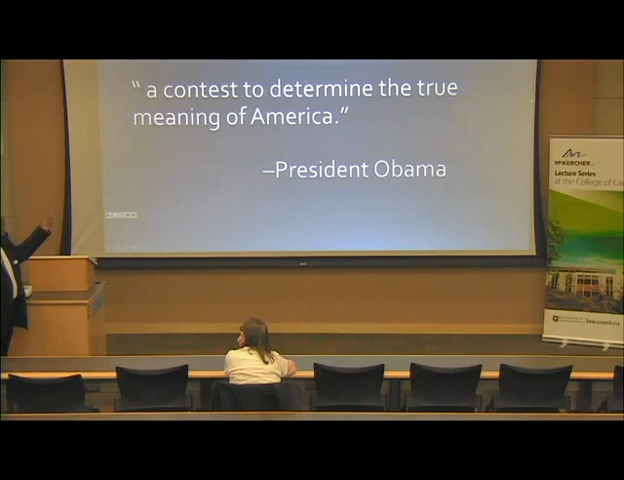 “ a contest to determine the true
meaning of America.”
–President Obama
McKERCHER
Lecture Series
at the College of Law